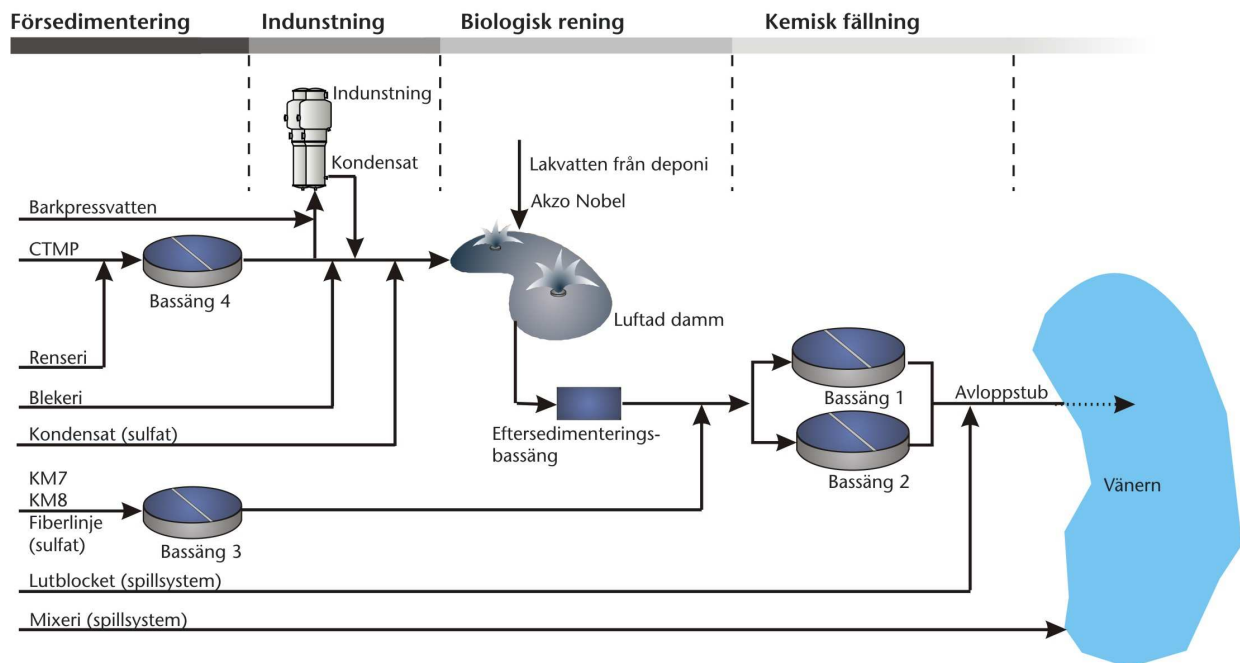 Försedimentering
Indunstning
Biologisk rening
Kemisk fällning
Indunstning
Kondensat
Lakvatten från deponi
Akzo Nobel
Barkpressvatten
CTMP
Bassäng 4
Luftad damm
Renseri
Blekeri
Kondensat (sulfat)
Eftersedimenterings-
bassäng
Bassäng 1
Bassäng 2
Avloppstub
Vänern
KM7
KM8
Fiberlinje
(sulfat)
Bassäng 3
Lutblocket (spillsystem)
Mixeri (spillsystem)